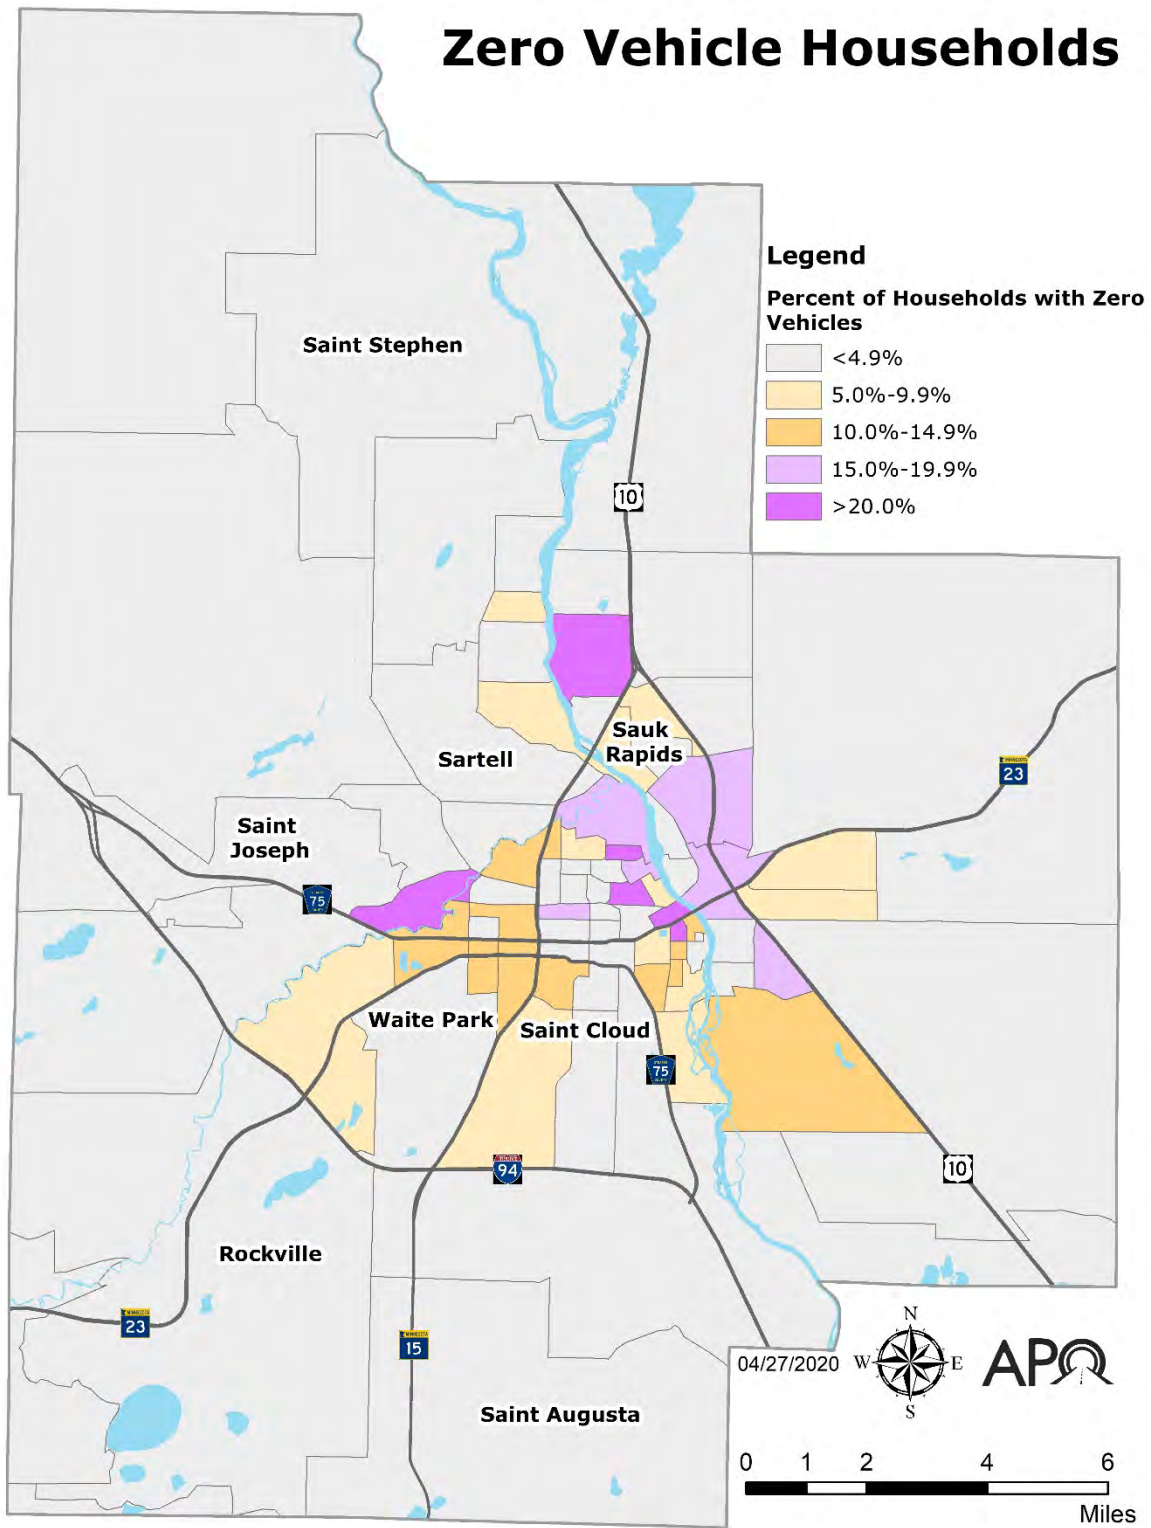 Zero Vehicle Households
Legend
Percent of Households with Zero
Vehicles
<4.9%
5.0%-9.9%
10.0%-14.9%
15.0%-19.9%
>20.0%
Saint Stephen
10
Sauk
Rapids
Sartell
MINNESOTA
23
Saint
Joseph
75
Waite Park
Saint Cloud
75
94
10
Rockville
MINNESOTA
23
MINNESOTA
15
Saint Augusta
04/27/2020
N
W
E
S
APO
0 1 2 4 6
Miles